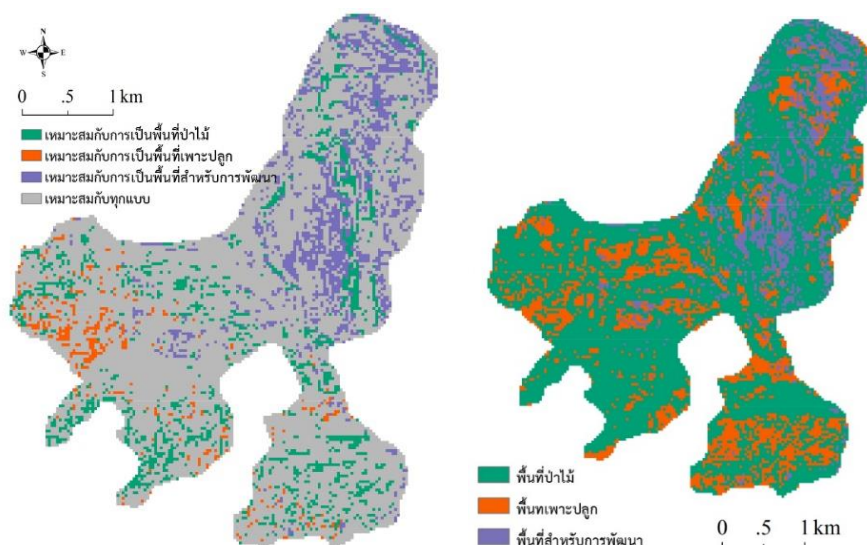 N
W E
S
0 .5 1 km
เหมาะสมกับการเป็นพื้นที่ป่าไม้
เหมาะสมกับการเป็นพื้นที่เพาะปลูก
เหมาะสมกับการเป็นพื้นที่สำหรับการพัฒนา
เหมาะสมกับทุกแบบ
พื้นที่ป่าไม้
พื้นทเพาะปลูก
พื้นที่สำหรับการพัฒนา
0 .5 1 km